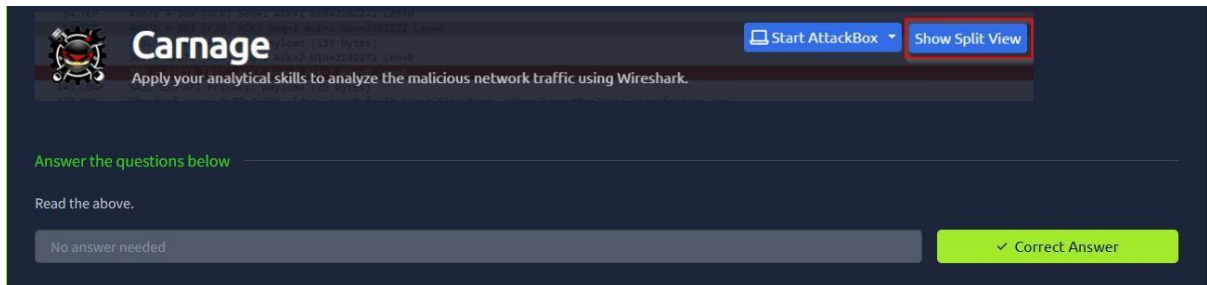 Carnage
Start AttackBox
Show Split View
Apply your analytical skills to analyze the malicious network traffic using Wireshark.
Answer the questions below
Read the above.
No answer needed
Correct Answer